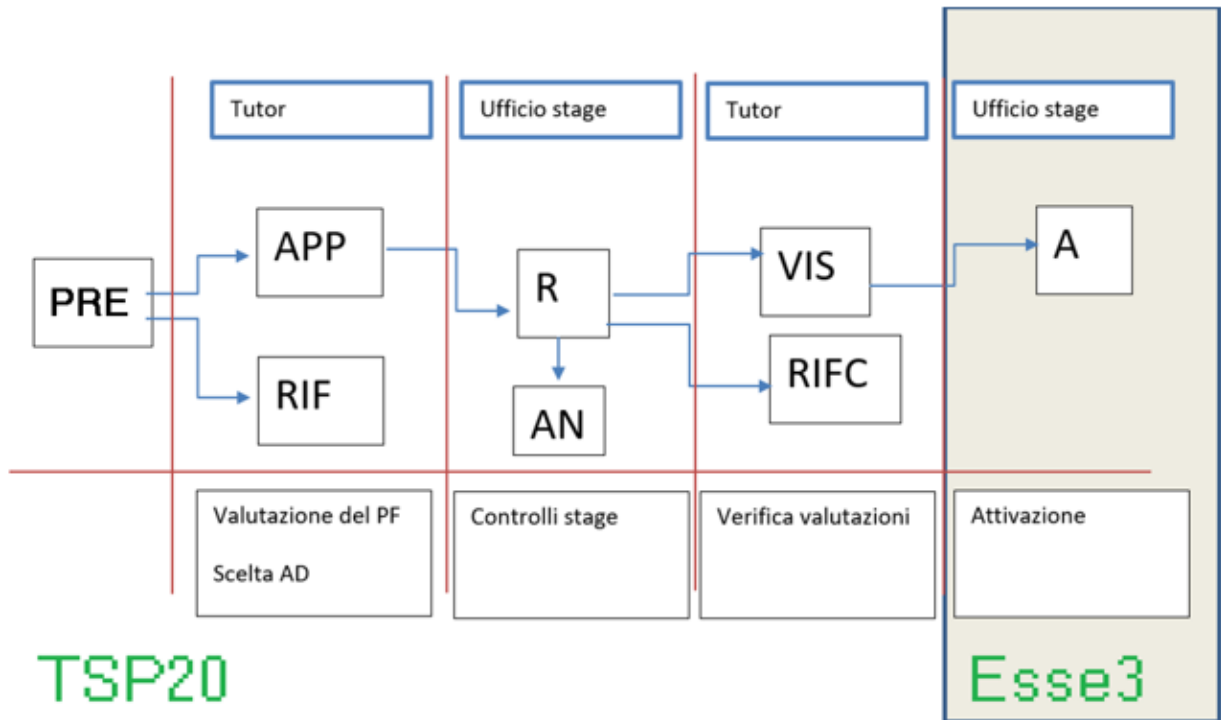 Tutor
Ufficio stage
Tutor
Ufficio stage
PRE
APP
RIF
R
AN
VIS
RIFC
A
Valutazione del PF
Scelta AD
Controlli stage
Verifica valutazioni
Attivazione
TSP20
Esse3